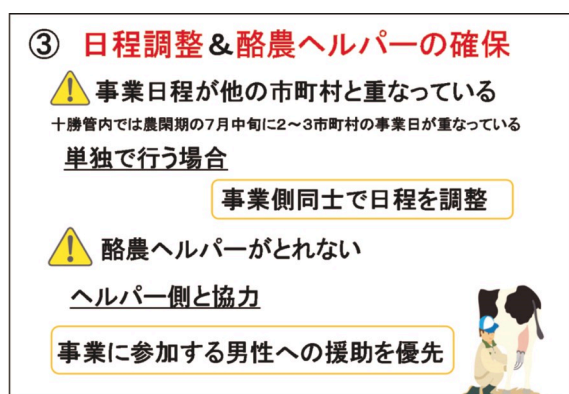 ③ 日程調整&酪農ヘルパーの確保
事業日程が他の市町村と重なっている
十勝管内では農閑期の7月中旬に2～3市町村の事業日が重なっている
単独で行う場合
事業側同士で日程を調整
酪農ヘルパーがとれない
ヘルパー側と協力
事業に参加する男性への援助を優先